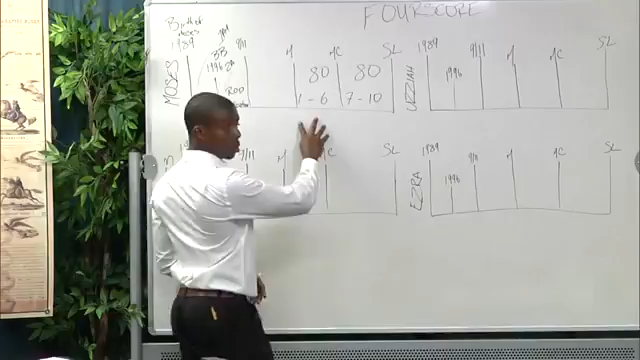 FOURSCORE
Birth of
Moses
1989 9/11 M MC SL
1996
80 80
1-6 7-10
MOSES
1989 9/11 M MC SL
1996
UZZIAH
9/11 M C SL
1989 9/11 M MC SL
1996
EZRA